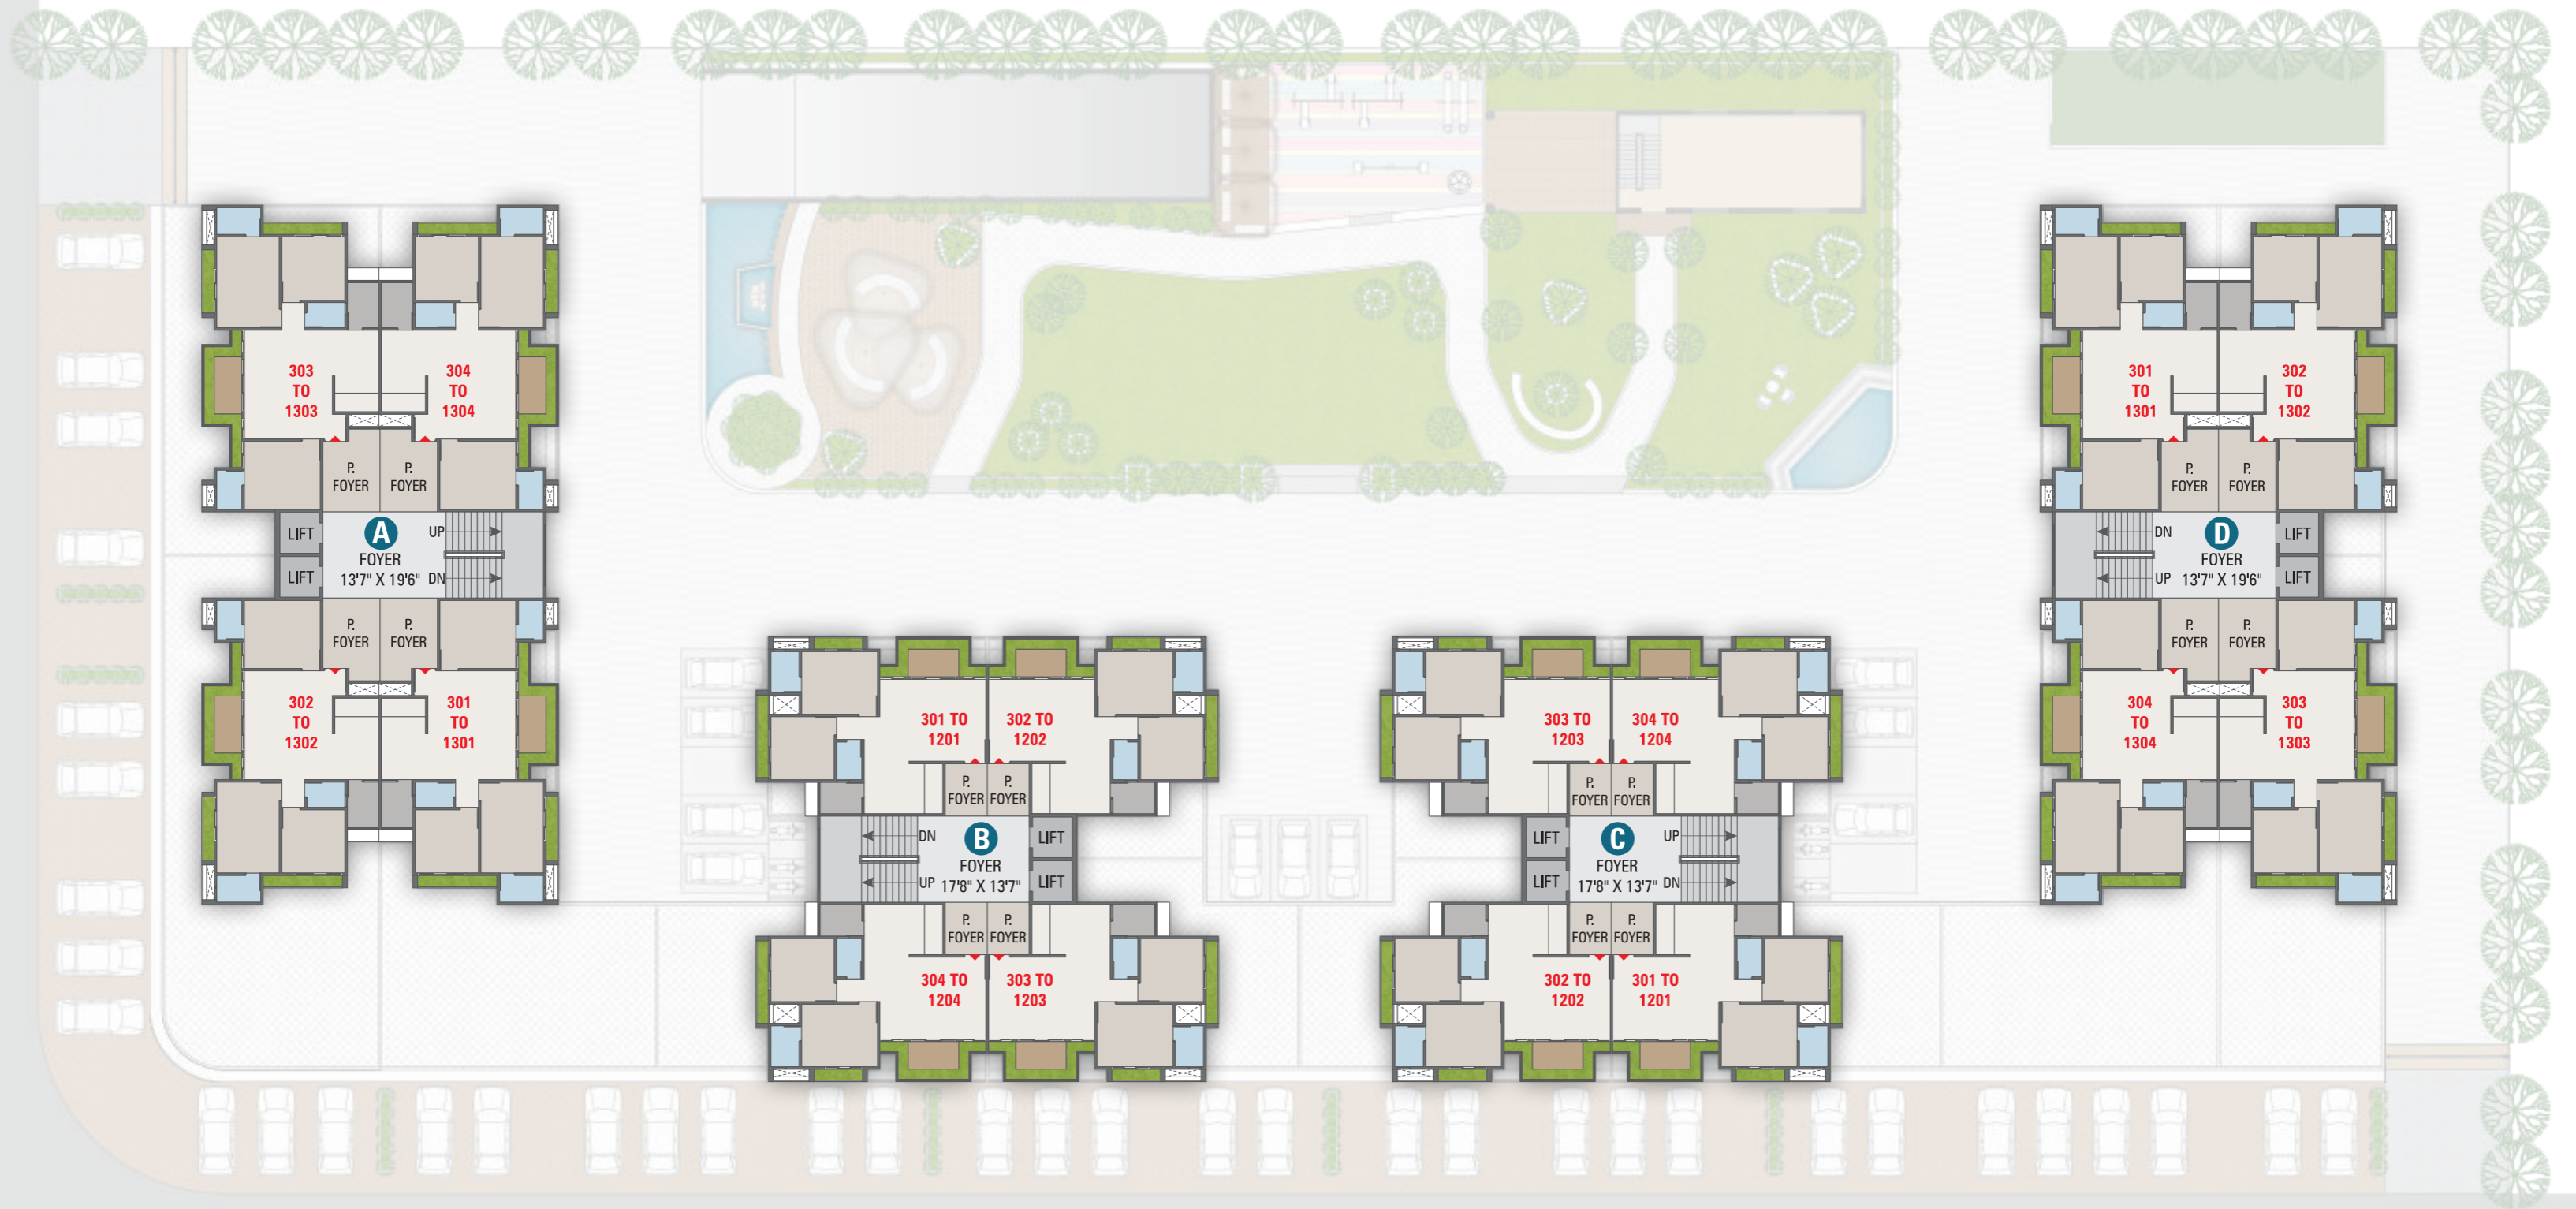 303
TO
1303
304
TO
1304
P.
FOYER
P.
FOYER
LIFT
LIFT
A
FOYER
13'7" X 19'6"
UP
DN
P.
FOYER
P.
FOYER
302
TO
1302
301
TO
1301
301 TO
1201
302 TO
1202
P.
FOYER
P.
FOYER
DN
UP
B
FOYER
17'8" X 13'7"
LIFT
LIFT
P.
FOYER
P.
FOYER
304 TO
1204
303 TO
1203
303 TO
1203
304 TO
1204
P.
FOYER
P.
FOYER
LIFT
LIFT
C
FOYER
17'8" X 13'7"
UP
DN
P.
FOYER
P.
FOYER
302 TO
1202
301 TO
1201
301
TO
1301
302
TO
1302
P.
FOYER
P.
FOYER
DN
UP
D
FOYER
13'7" X 19'6"
LIFT
LIFT
P.
FOYER
P.
FOYER
304
TO
1304
303
TO
1303